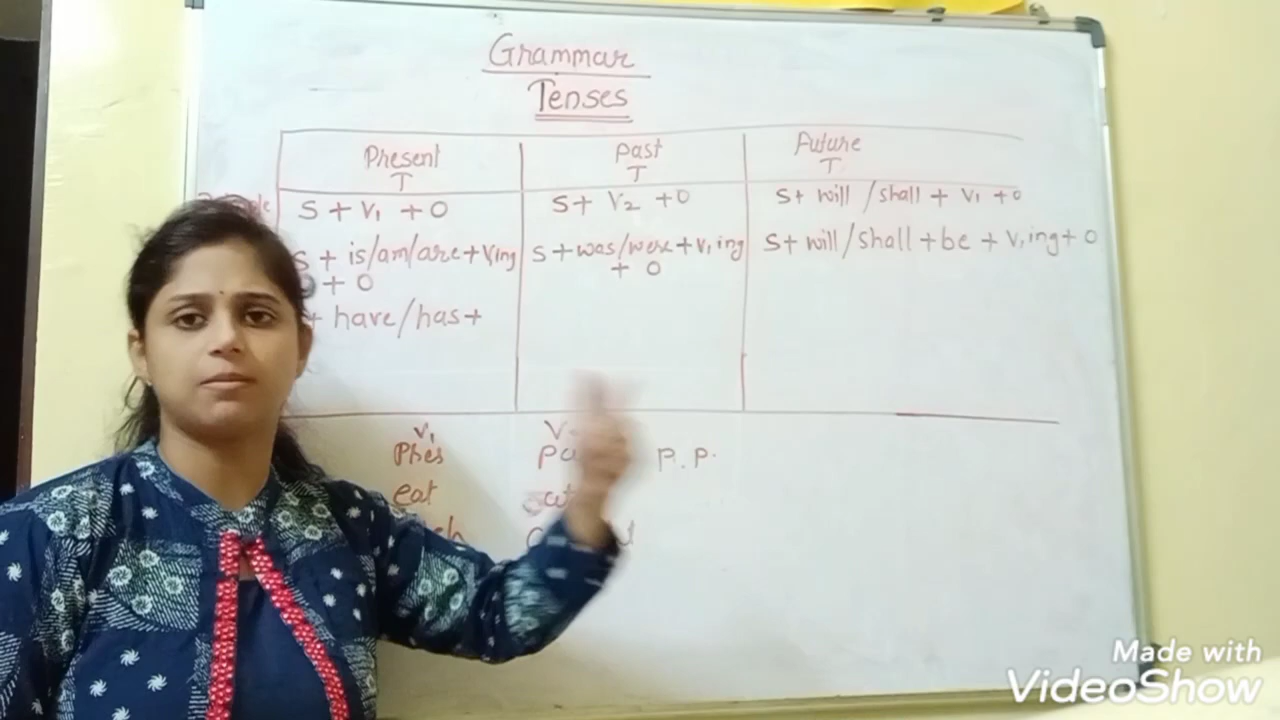 Grammar
Tenses
Present
T
Past
T
Future
T
S + V1 + O
S + V2 + O
S + will / shall + V1 + O
S + is/am/are + Ving
+ O
S + was/were + V1 ing
+ O
S + will / shall + be + V1 ing + O
+ have/has +
V1
Pres
P.P.
eat
Made with
VideoShow